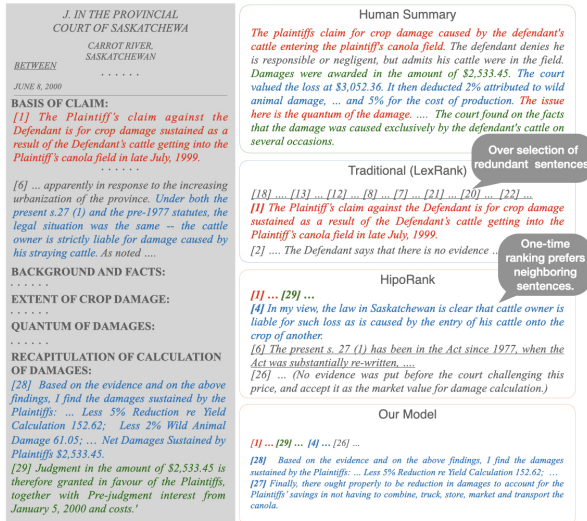 J. IN THE PROVINCIAL
COURT OF SASKATCHEWA
CARROT RIVER,
SASKATCHEWAN
BETWEEN
. . . . . .
JUNE 8, 2000
BASIS OF CLAIM:
[1] The Plaintiff's claim against the
Defendant is for crop damage sustained as a
result of the Defendant's cattle getting into the
Plaintiff's canola field in late July, 1999.
. . . . . .
[6] … apparently in response to the increasing
urbanization of the province. Under both the
present s.27 (1) and the pre-1977 statutes, the
legal situation was the same -- the cattle
owner is strictly liable for damage caused by
his straying cattle. As noted ….
BACKGROUND AND FACTS:
. . . . . .
EXTENT OF CROP DAMAGE:
. . . . . .
QUANTUM OF DAMAGES:
. . . . . .
RECAPITULATION OF CALCULATION
OF DAMAGES:
[28] Based on the evidence and on the above
findings, I find the damages sustained by the
Plaintiffs: … Less 5% Reduction re Yield
Calculation 152.62; Less 2% Wild Animal
Damage 61.05; … Net Damages Sustained by
Plaintiffs $2,533.45.
[29] Judgment in the amount of $2,533.45 is
therefore granted in favour of the Plaintiffs,
together with Pre-judgment interest from
January 5, 2000 and costs.'
Human Summary
The plaintiffs claim for crop damage caused by the defendant's
cattle entering the plaintiff's canola field. The defendant denies he
is responsible or negligent, but admits his cattle were in the field.
Damages were awarded in the amount of $2,533.45. The court
valued the loss at $3,052.36. It then deducted 2% attributed to wild
animal damage, … and 5% for the cost of production. The issue
here is the quantum of the damage. …. The court found on the facts
that the damage was caused exclusively by the defendant's cattle on
several occasions.
Over selection of
redundant sentences
Traditional (LexRank)
[18] …. [13] … [12] … [8] … [7] … [21] … [20] … [22] …
[1] The Plaintiff's claim against the Defendant is for crop damage
sustained as a result of the Defendant's cattle getting into the
Plaintiff's canola field in late July, 1999.
[2] …. The Defendant says that there is no evidence ..
One-time
ranking prefers
neighboring
sentences.
HipoRank
[1] … [29] …
[4] In my view, the law in Saskatchewan is clear that cattle owner is
liable for such loss as is caused by the entry of his cattle onto the
crop of another.
[6] The present s. 27 (1) has been in the Act since 1977, when the
Act was substantially re-written, ….
[26] … (No evidence was put before the court challenging this
price, and accept it as the market value for damage calculation.)
Our Model
[1] … [29] … [4] … [26] …
[28] Based on the evidence and on the above findings, I find the damages
sustained by the Plaintiffs: … Less 5% Reduction re Yield Calculation 152.62; …
[27] Finally, there ought properly to be reduction in damages to account for the
Plaintiffs' savings in not having to combine, truck, store, market and transport the
canola.